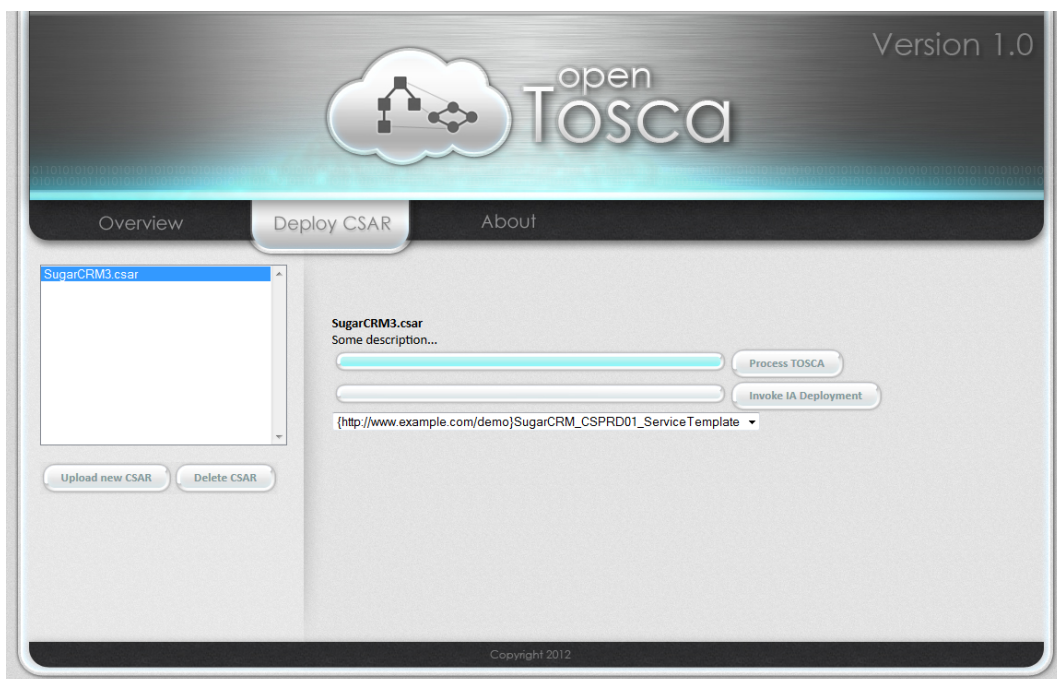 Version 1.0
open
Tosca
Overview
Deploy CSAR
About
SugarCRM3.csar
SugarCRM3.csar
Some description...
Process TOSCA
Invoke IA Deployment
{http://www.example.com/demo}SugarCRM_CSPRD01_ServiceTemplate
Upload new CSAR
Delete CSAR
Copyright 2012